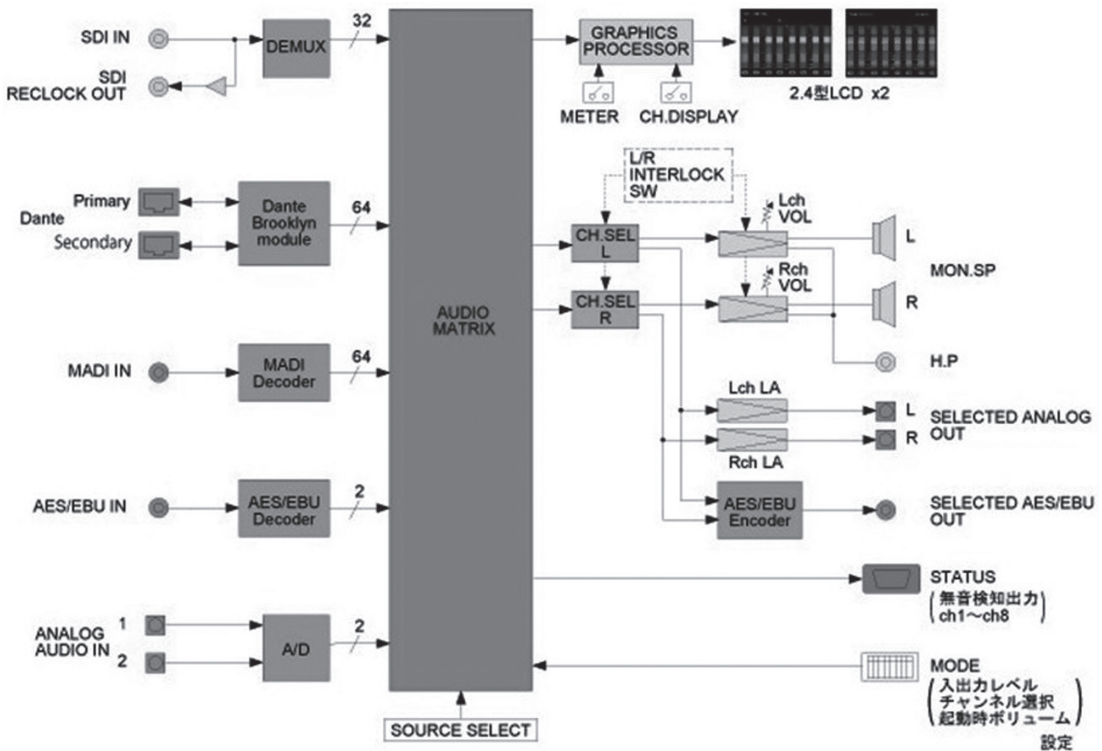 SDI IN
SDI
RECLOCK OUT
DEMUX
32
Primary
Dante
Secondary
Dante
Brooklyn
module
64
MADI IN
MADI
Decoder
64
AES/EBU IN
AES/EBU
Decoder
2
ANALOG
AUDIO IN
1
2
A/D
2
AUDIO
MATRIX
SOURCE SELECT
GRAPHICS
PROCESSOR
METER
CH.DISPLAY
2.4型LCD x2
L/R
INTERLOCK
SW
CH.SEL
L
CH.SEL
R
Lch
VOL
Rch
VOL
L
R
MON.SP
H.P
Lch LA
Rch LA
L
R
SELECTED ANALOG
OUT
AES/EBU
Encoder
SELECTED AES/EBU
OUT
STATUS
(無音検知出力
ch1〜ch8)
MODE
(入出力レベル
チャンネル選択
起動時ボリューム)
設定